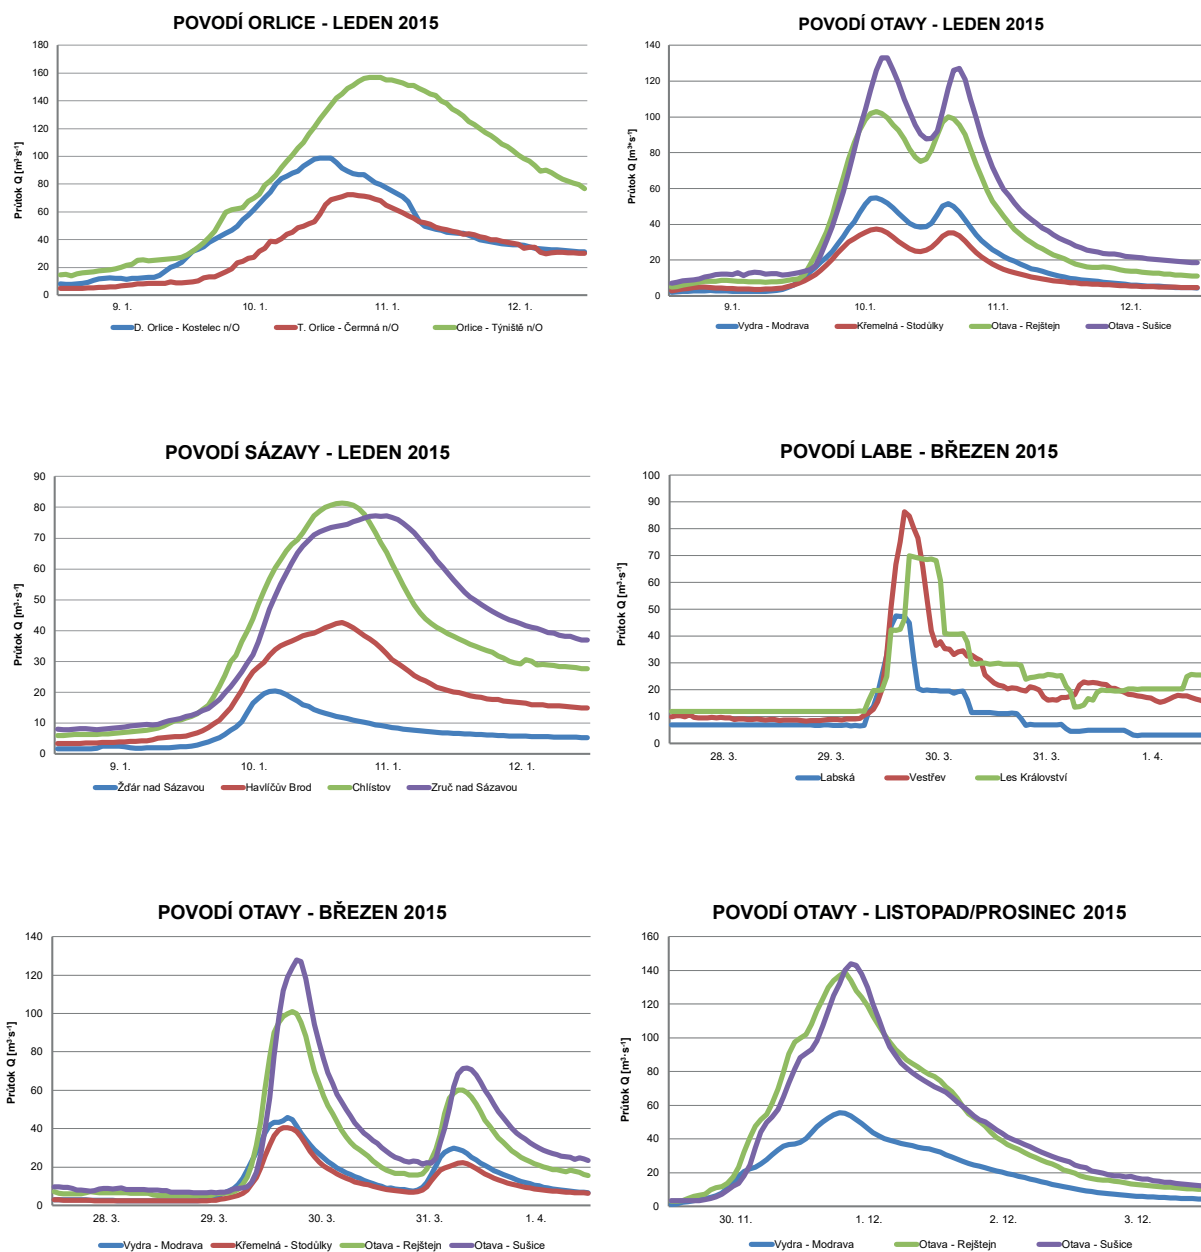 POVODÍ ORLICE - LEDEN 2015
Průtok Q [m³·s⁻¹]
180
160
140
120
100
80
60
40
20
0
9. 1.
10. 1.
11. 1.
12. 1.
D. Orlice - Kostelec n/O
T. Orlice - Čermná n/O
Orlice - Týniště n/O
POVODÍ OTAVY - LEDEN 2015
Průtok Q [m³*s⁻¹]
140
120
100
80
60
40
20
0
9. 1.
10. 1.
11. 1.
12. 1.
Vydra - Modrava
Křemelná - Stodůlky
Otava - Rejštejn
Otava - Sušice
POVODÍ SÁZAVY - LEDEN 2015
Průtok Q [m³·s⁻¹]
90
80
70
60
50
40
30
20
10
0
9. 1.
10. 1.
11. 1.
12. 1.
Žďár nad Sázavou
Havlíčův Brod
Chlístov
Zruč nad Sázavou
POVODÍ LABE - BŘEZEN 2015
Průtok Q [m³·s⁻¹]
100
90
80
70
60
50
40
30
20
10
0
28. 3.
29. 3.
30. 3.
31. 3.
1. 4.
Labská
Vestřev
Les Království
POVODÍ OTAVY - BŘEZEN 2015
Průtok Q [m³·s⁻¹]
140
120
100
80
60
40
20
0
28. 3.
29. 3.
30. 3.
31. 3.
1. 4.
Vydra - Modrava
Křemelná - Stodůlky
Otava - Rejštejn
Otava - Sušice
POVODÍ OTAVY - LISTOPAD/PROSINEC 2015
Průtok Q [m³·s⁻¹]
160
140
120
100
80
60
40
20
0
30. 11.
1. 12.
2. 12.
3. 12.
Vydra - Modrava
Otava - Rejštejn
Otava - Sušice